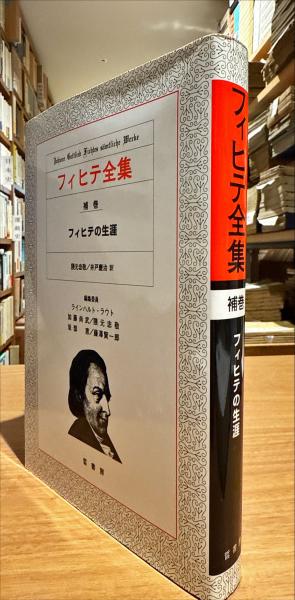 Johann Gottlieb Fichtes sämtliche Werke
フィヒテ全集
補巻
フィヒテの生涯
隈元忠敬/井戸慶治 訳
編集委員
ラインハルト・ラウト
加藤尚武/隈元忠敬
坂部 恵/藤澤賢一郎
晢書房
フィヒテ全集
補巻
フィヒテの生涯
晢書房